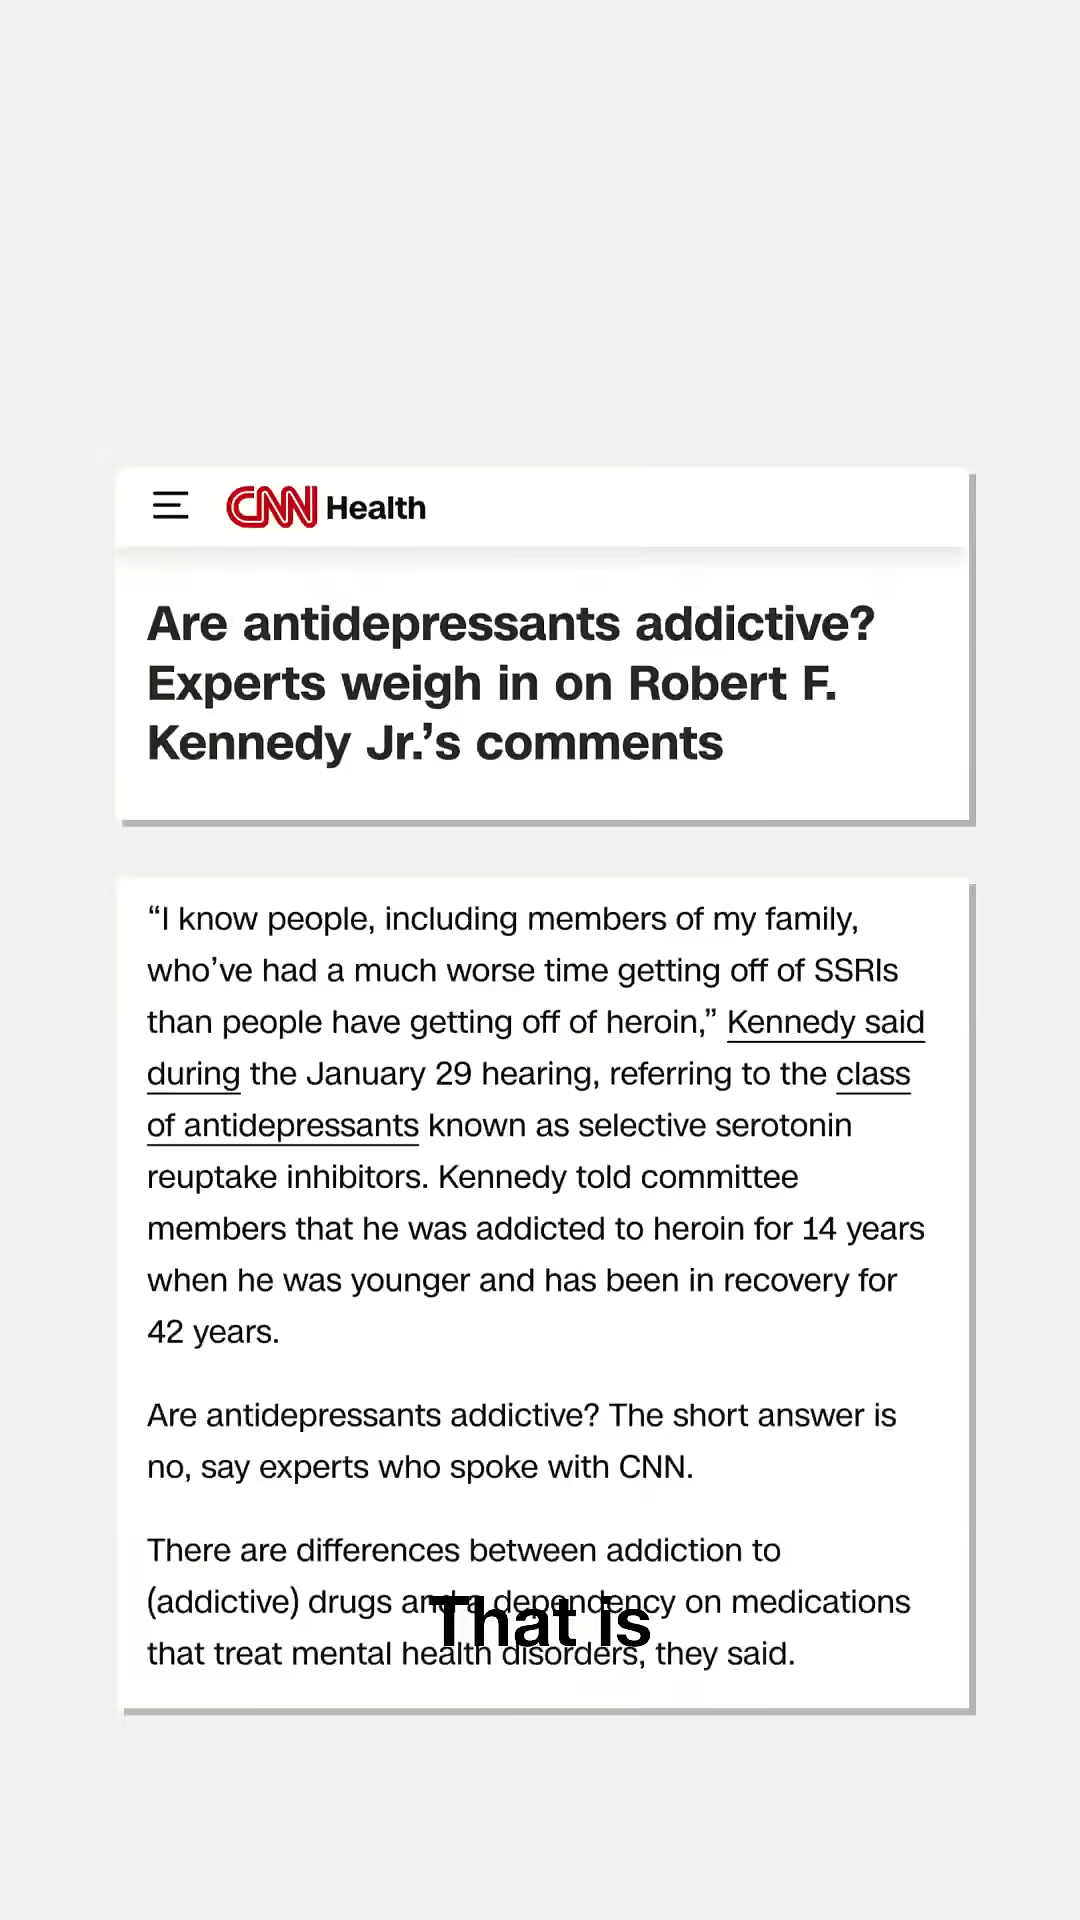 CNN Health
Are antidepressants addictive?
Experts weigh in on Robert F.
Kennedy Jr.’s comments
“I know people, including members of my family,
who’ve had a much worse time getting off of SSRIs
than people have getting off of heroin,” Kennedy said
during the January 29 hearing, referring to the class
of antidepressants known as selective serotonin
reuptake inhibitors. Kennedy told committee
members that he was addicted to heroin for 14 years
when he was younger and has been in recovery for
42 years.
Are antidepressants addictive? The short answer is
no, say experts who spoke with CNN.
There are differences between addiction to
(addictive) drugs and a dependency on medications
that treat mental health disorders, they said.
That is